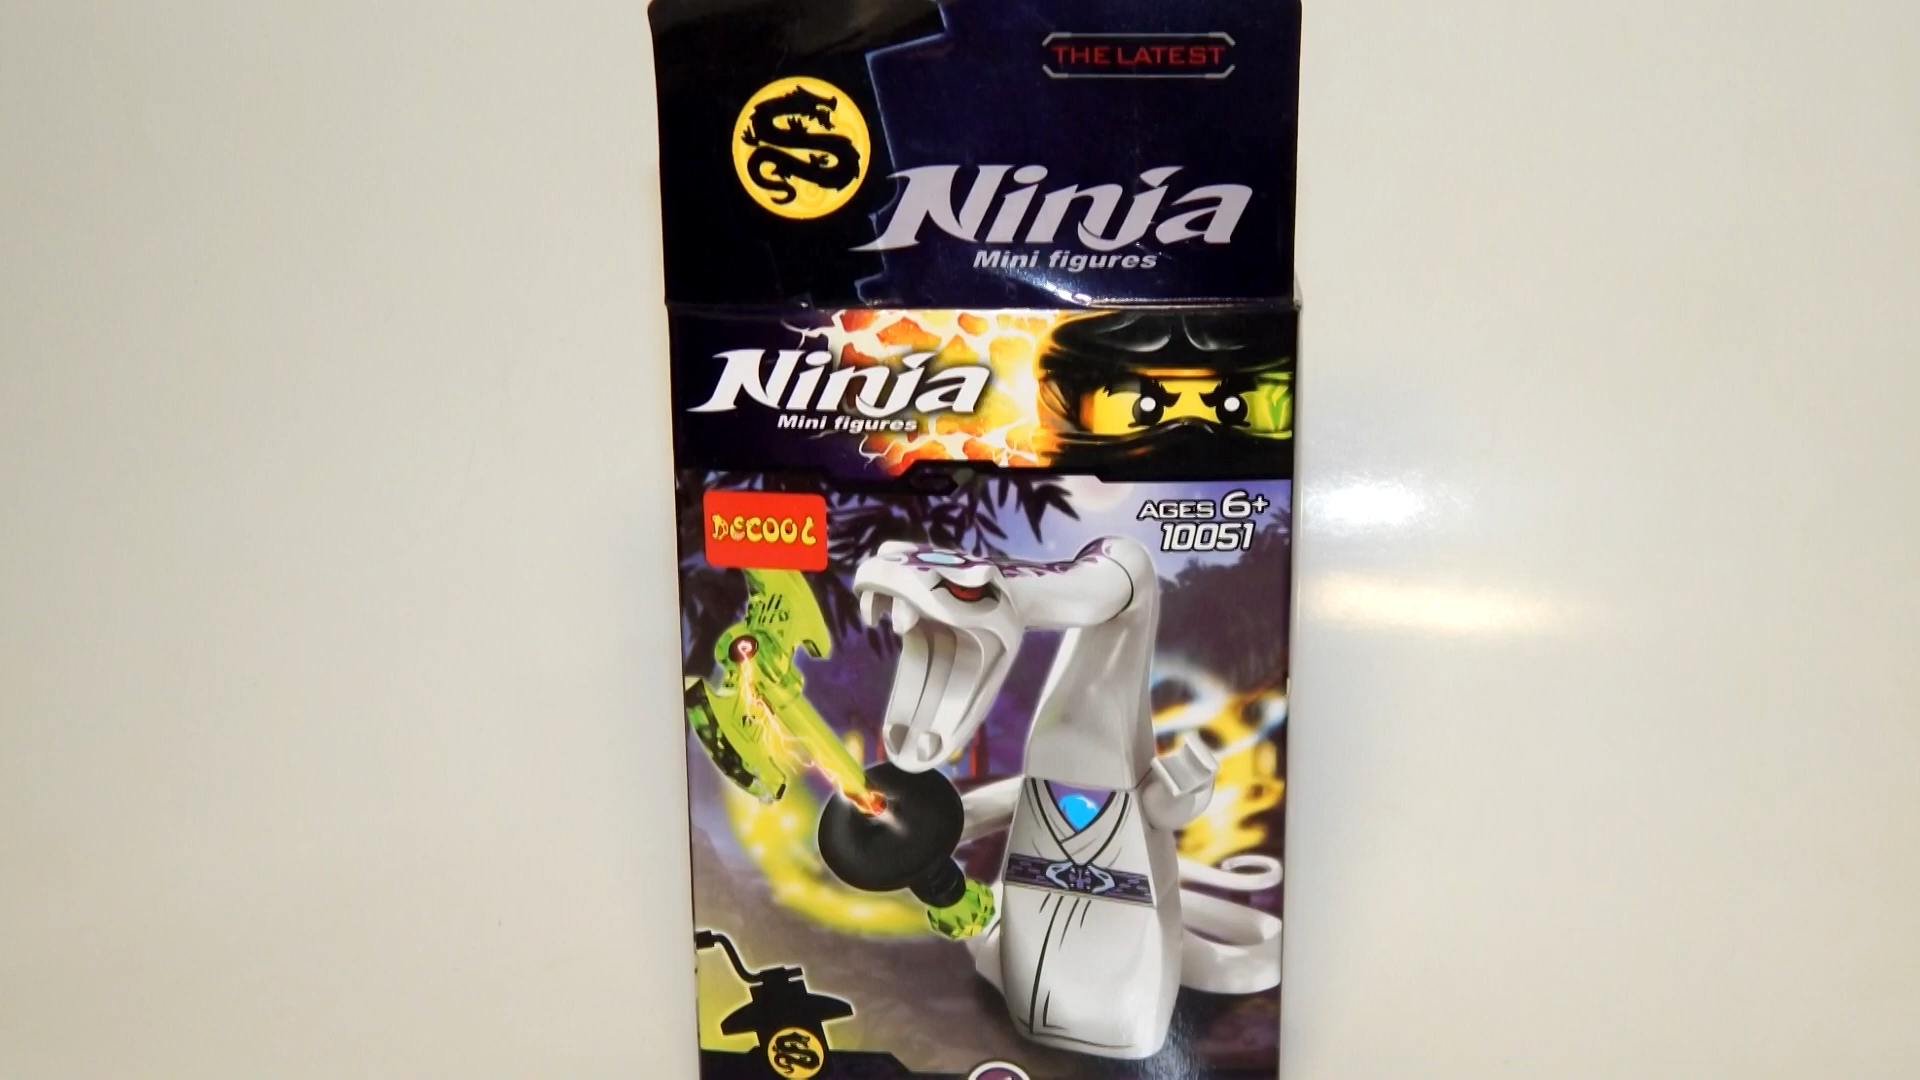 THE LATEST
Ninja
Mini figures
Ninja
Mini figures
DECOOL
AGES 6+
10051